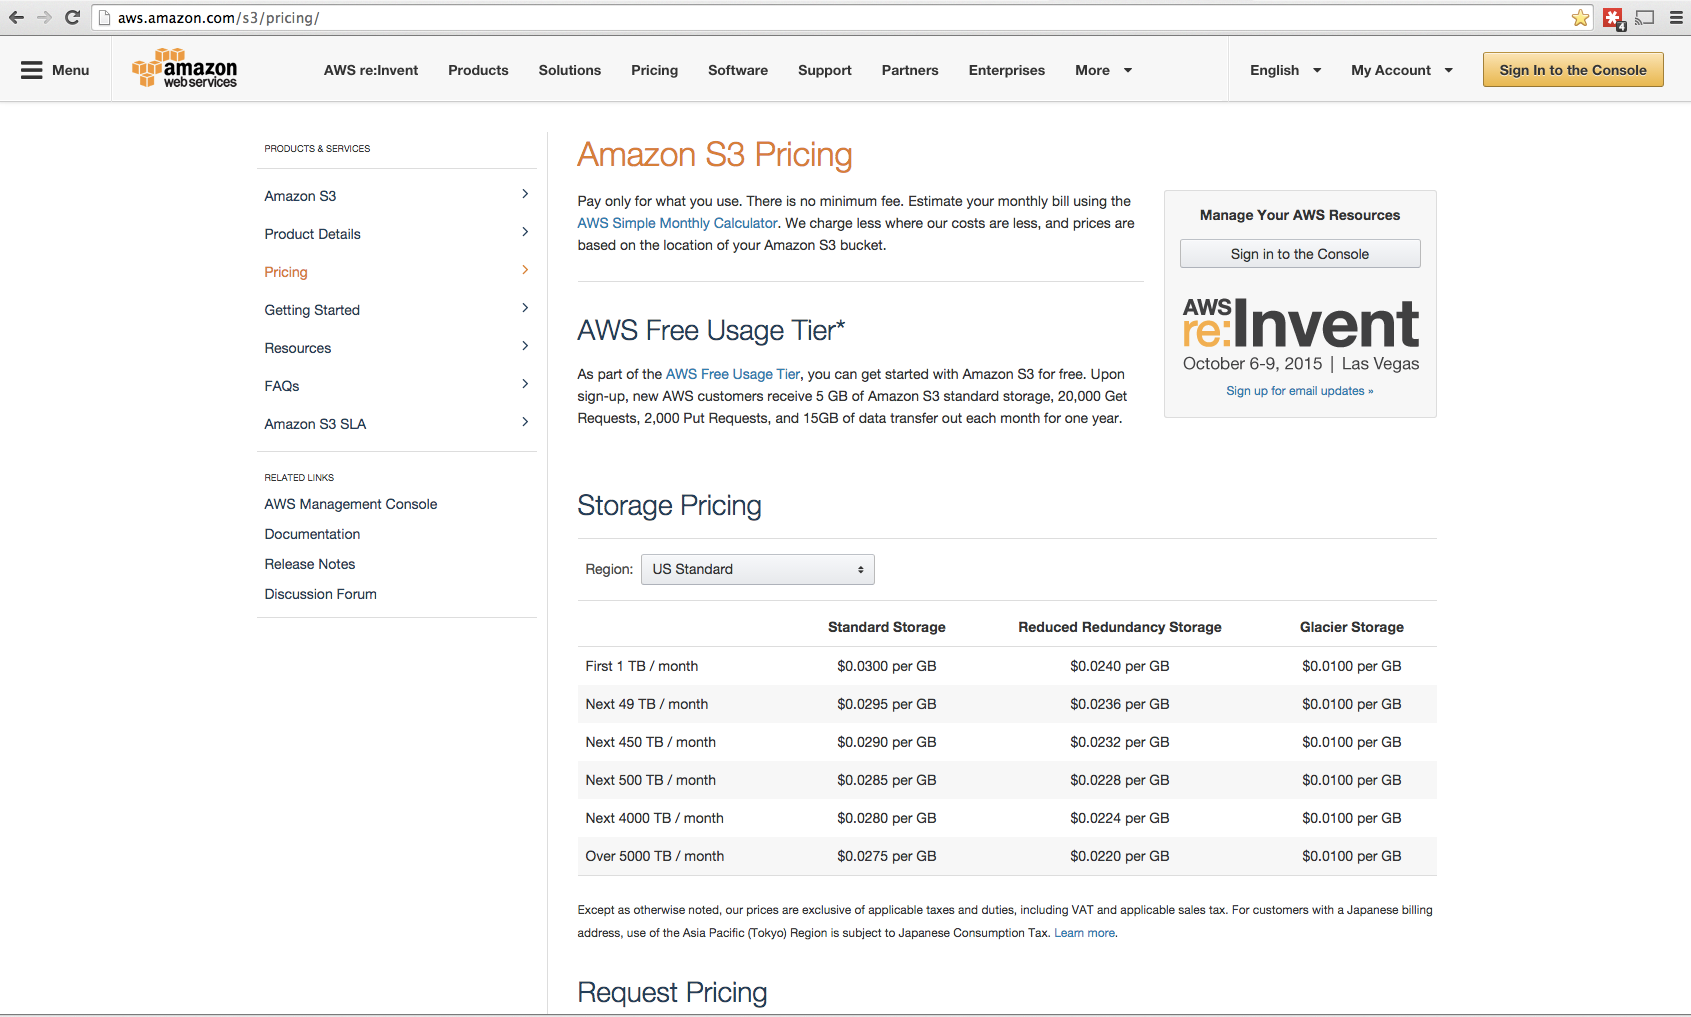 aws.amazon.com/s3/pricing/
4
Menu
amazon
webservices
AWS re:Invent Products Solutions Pricing Software Support Partners Enterprises More
English My Account Sign In to the Console
PRODUCTS & SERVICES
Amazon S3
Product Details
Pricing
Getting Started
Resources
FAQs
Amazon S3 SLA
RELATED LINKS
AWS Management Console
Documentation
Release Notes
Discussion Forum
Amazon S3 Pricing
Pay only for what you use. There is no minimum fee. Estimate your monthly bill using the
AWS Simple Monthly Calculator. We charge less where our costs are less, and prices are
based on the location of your Amazon S3 bucket.
Manage Your AWS Resources
Sign in to the Console
AWS
re:Invent
October 6-9, 2015 | Las Vegas
Sign up for email updates »
AWS Free Usage Tier*
As part of the AWS Free Usage Tier, you can get started with Amazon S3 for free. Upon
sign-up, new AWS customers receive 5 GB of Amazon S3 standard storage, 20,000 Get
Requests, 2,000 Put Requests, and 15GB of data transfer out each month for one year.
Storage Pricing
Region: US Standard
Standard Storage Reduced Redundancy Storage Glacier Storage
First 1 TB / month $0.0300 per GB $0.0240 per GB $0.0100 per GB
Next 49 TB / month $0.0295 per GB $0.0236 per GB $0.0100 per GB
Next 450 TB / month $0.0290 per GB $0.0232 per GB $0.0100 per GB
Next 500 TB / month $0.0285 per GB $0.0228 per GB $0.0100 per GB
Next 4000 TB / month $0.0280 per GB $0.0224 per GB $0.0100 per GB
Over 5000 TB / month $0.0275 per GB $0.0220 per GB $0.0100 per GB
Except as otherwise noted, our prices are exclusive of applicable taxes and duties, including VAT and applicable sales tax. For customers with a Japanese billing
address, use of the Asia Pacific (Tokyo) Region is subject to Japanese Consumption Tax. Learn more.
Request Pricing